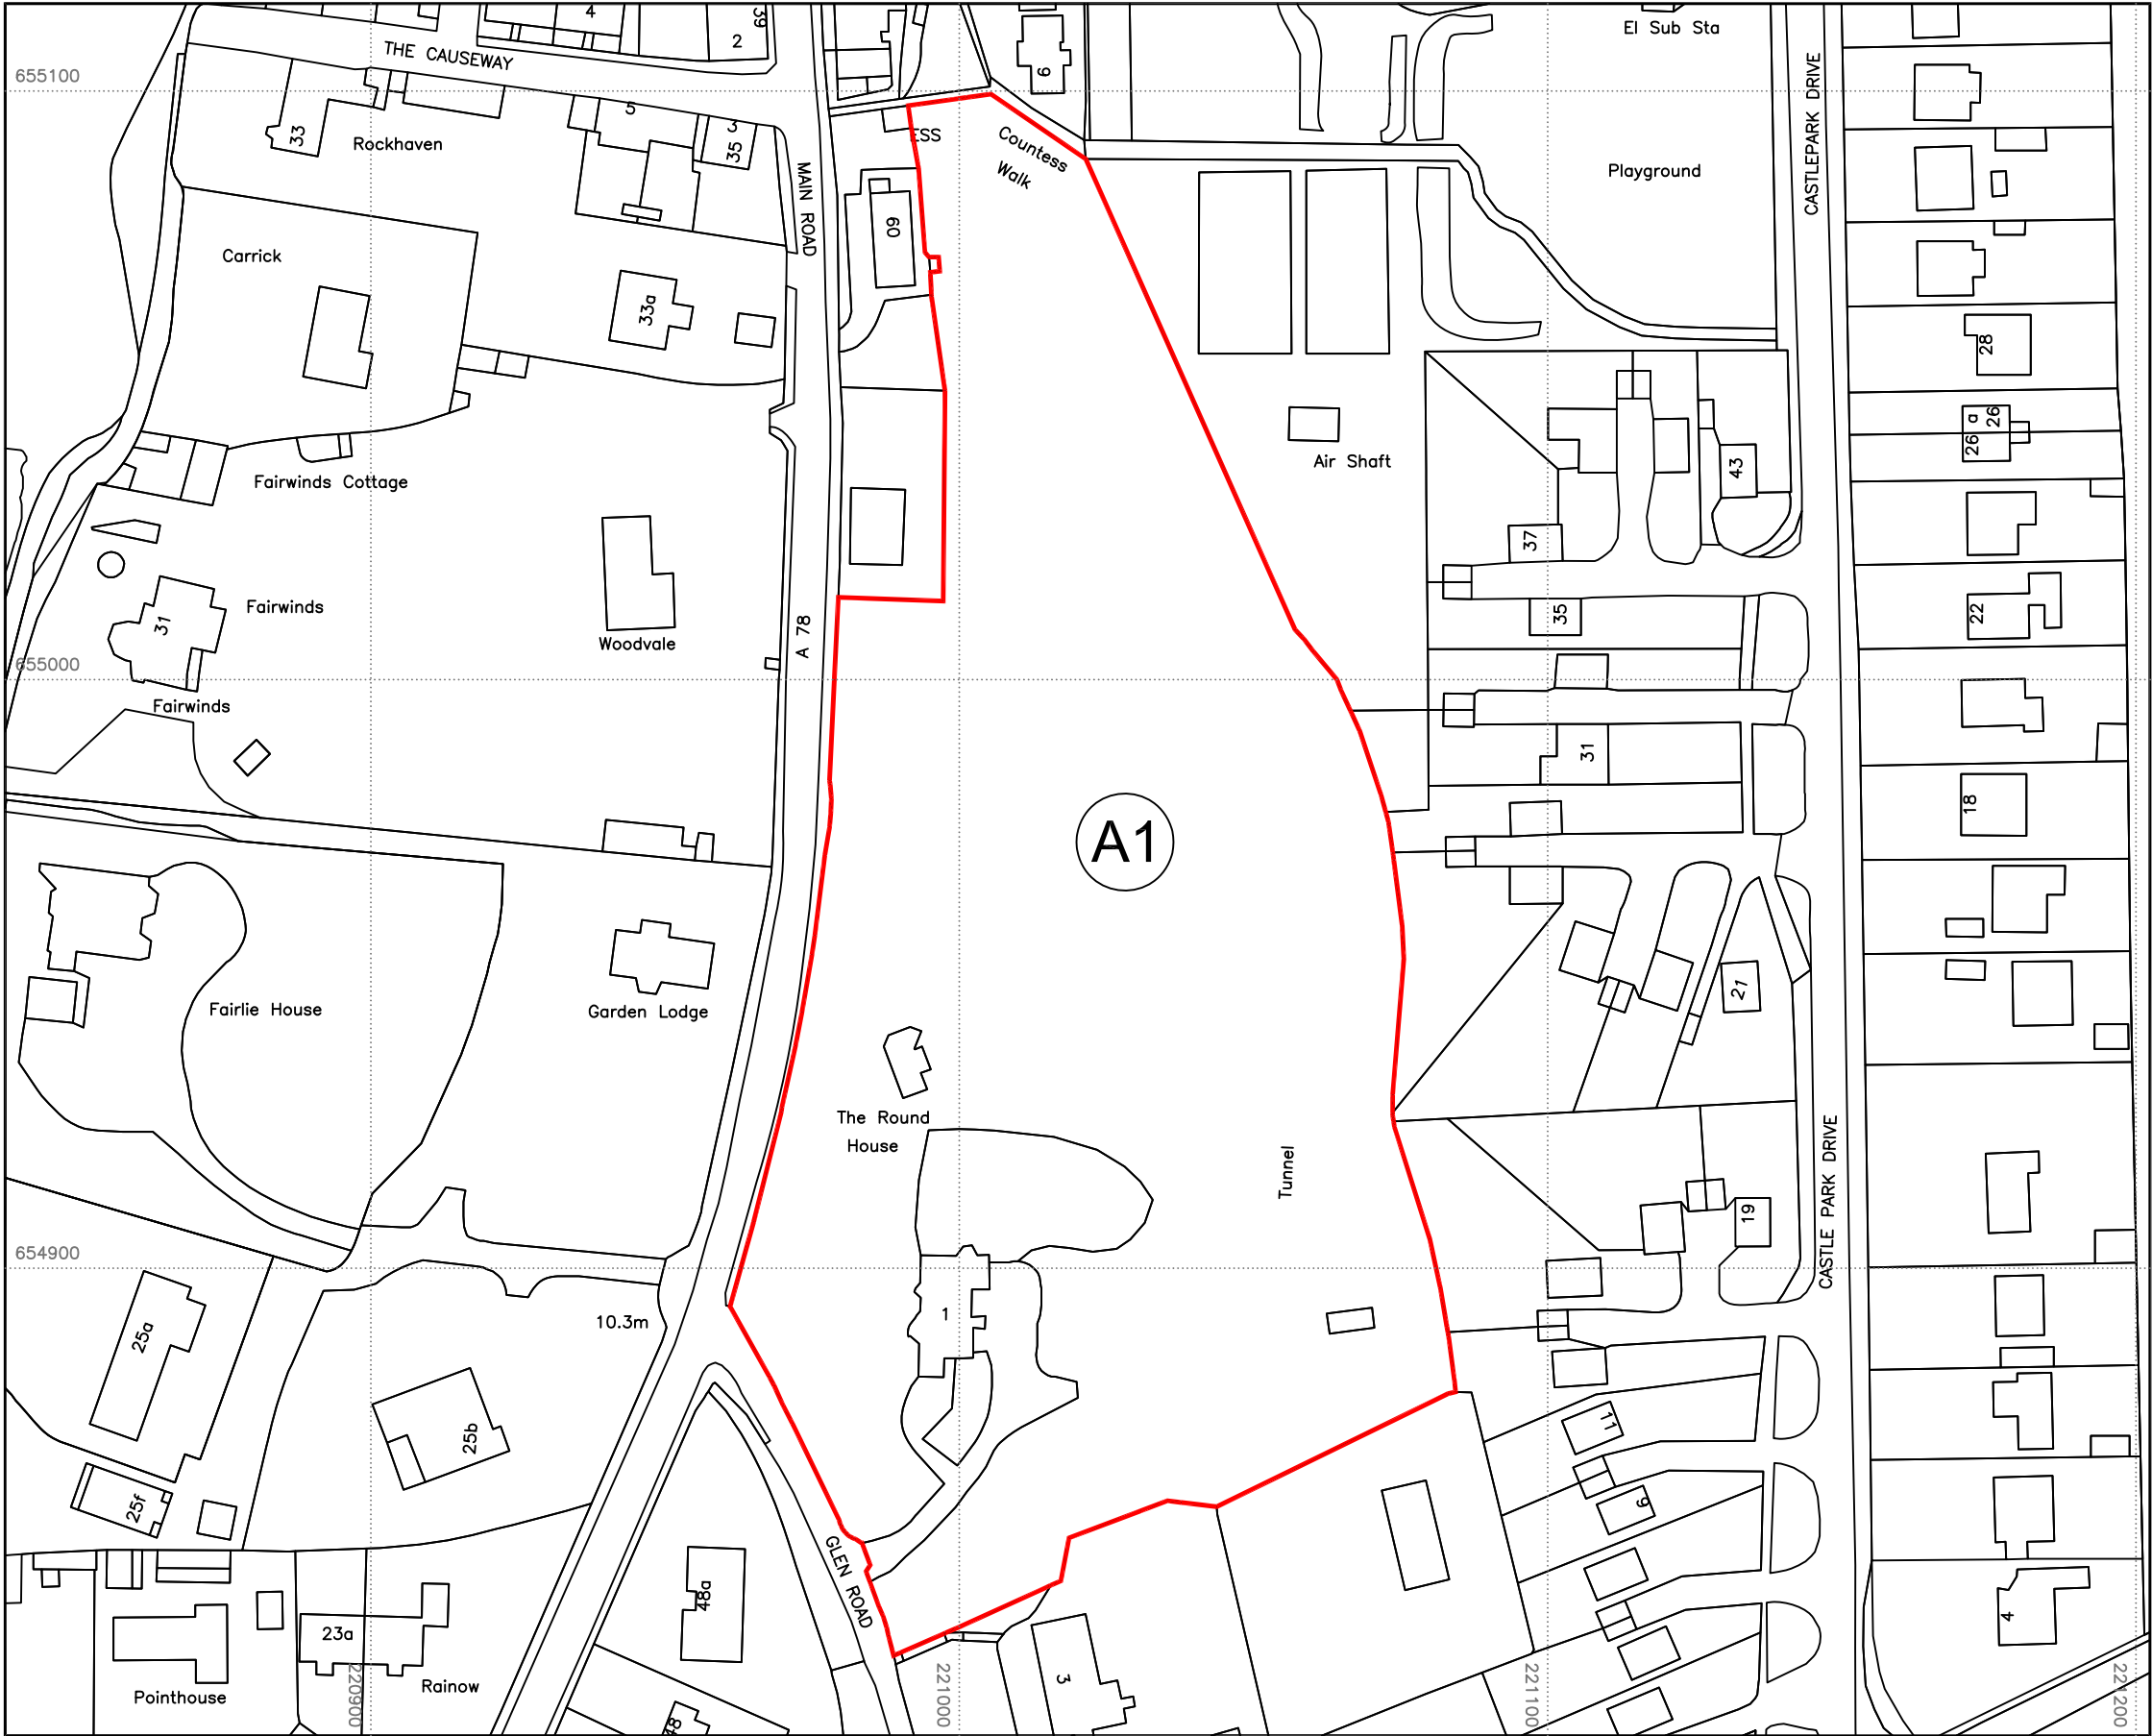 4
39
2
THE CAUSEWAY
El Sub Sta
655100
6
33
Rockhaven
5
3
35
ESS
Countess
Walk
Playground
CASTLEPARK DRIVE
MAIN ROAD
60
Carrick
33a
28
26 a
26
Air Shaft
43
Fairwinds Cottage
37
Fairwinds
31
35
22
Woodvale
A 78
655000
Fairwinds
31
18
A1
Fairlie House
Garden Lodge
21
The Round
House
Tunnel
CASTLE PARK DRIVE
19
654900
1
10.3m
25a
25b
11
9
25f
GLEN ROAD
48a
23a
4
Pointhouse
Rainow
3
48
220900
221000
221100
221200